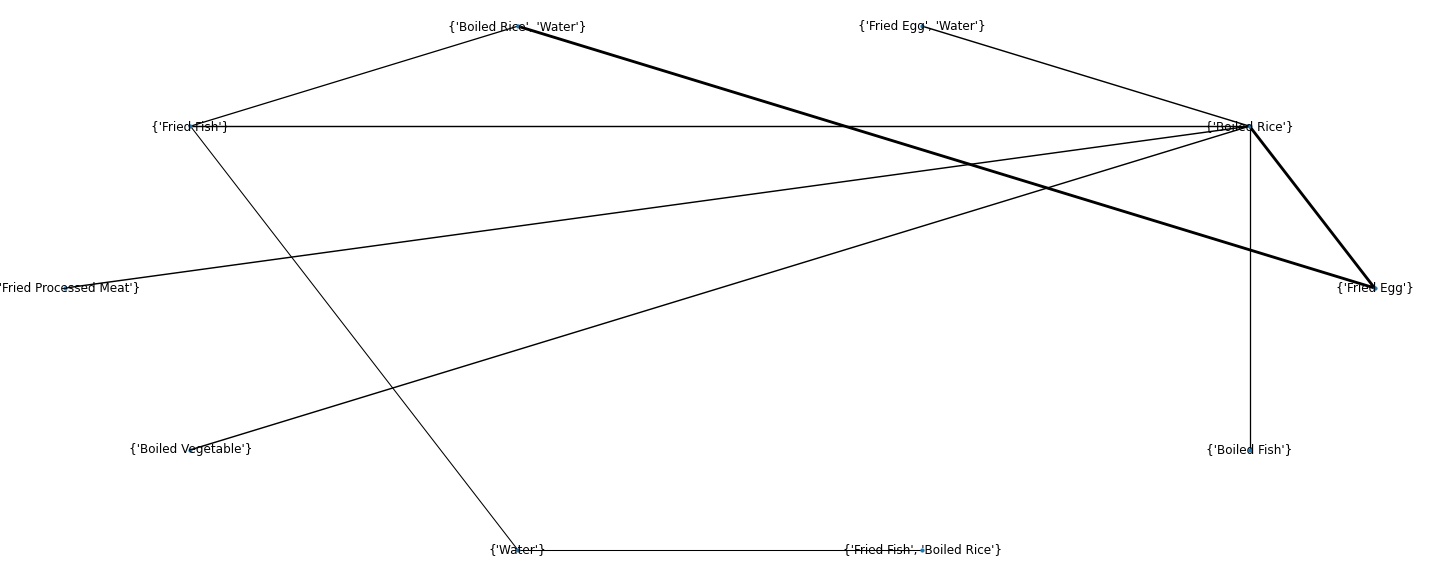 {'Boiled Rice', 'Water'}
{'Fried Egg', 'Water'}
{'Fried Fish'}
{'Boiled Rice'}
'Fried Processed Meat'}
{'Fried Egg'}
{'Boiled Vegetable'}
{'Boiled Fish'}
{'Water'}
{'Fried Fish', 'Boiled Rice'}